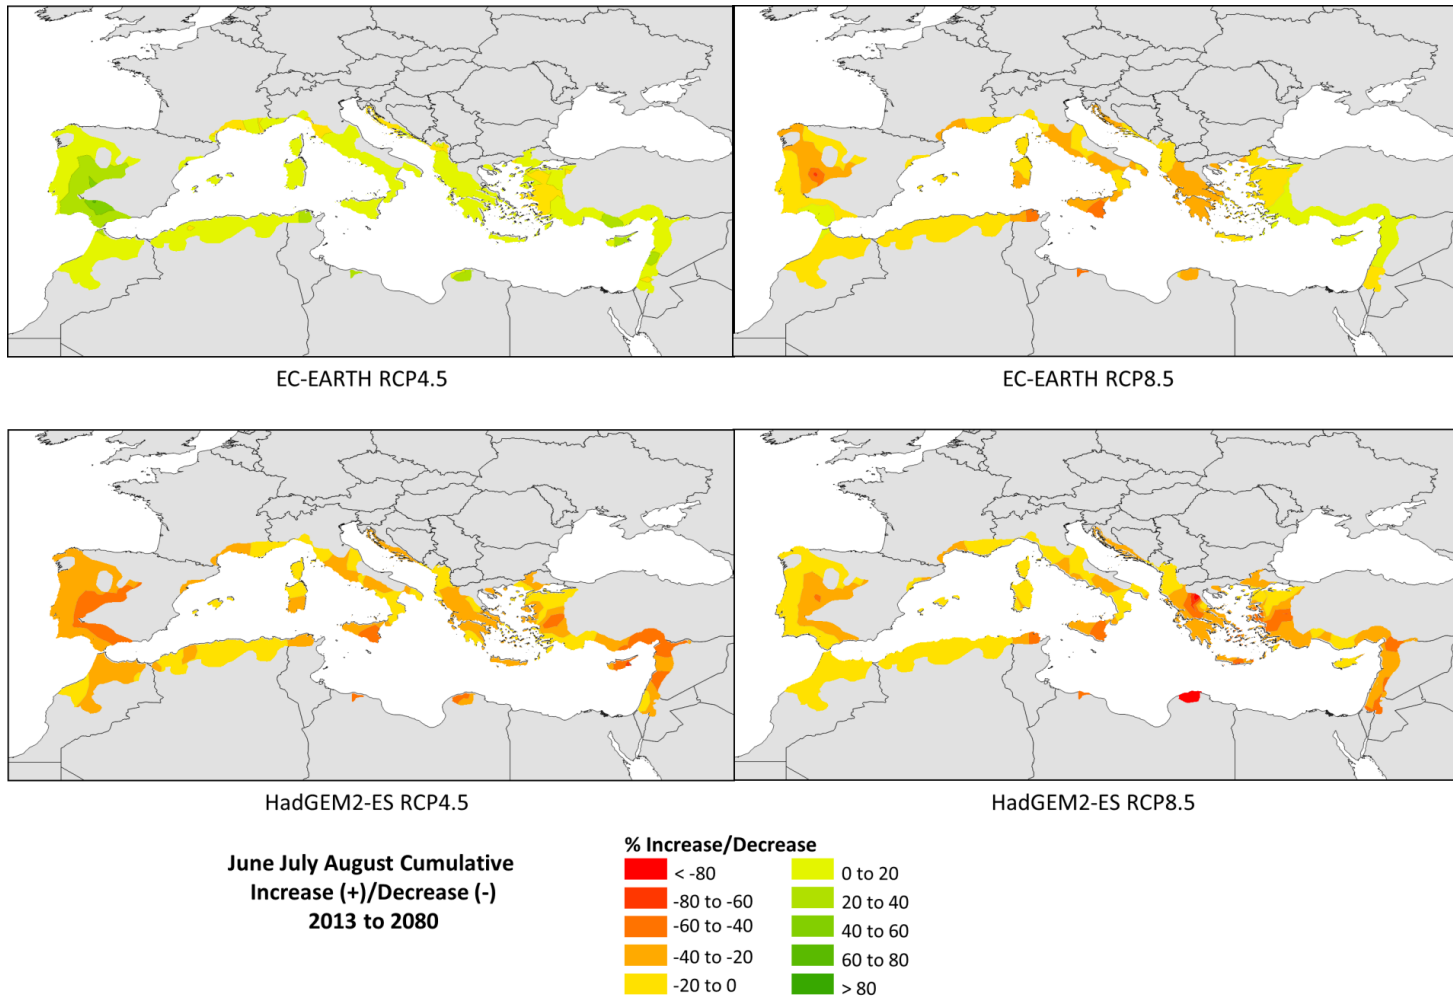 EC-EARTH RCP4.5
EC-EARTH RCP8.5
HadGEM2-ES RCP4.5
HadGEM2-ES RCP8.5
June July August Cumulative
Increase (+)/Decrease (-)
2013 to 2080
% Increase/Decrease
< -80
-80 to -60
-60 to -40
-40 to -20
-20 to 0
0 to 20
20 to 40
40 to 60
60 to 80
> 80